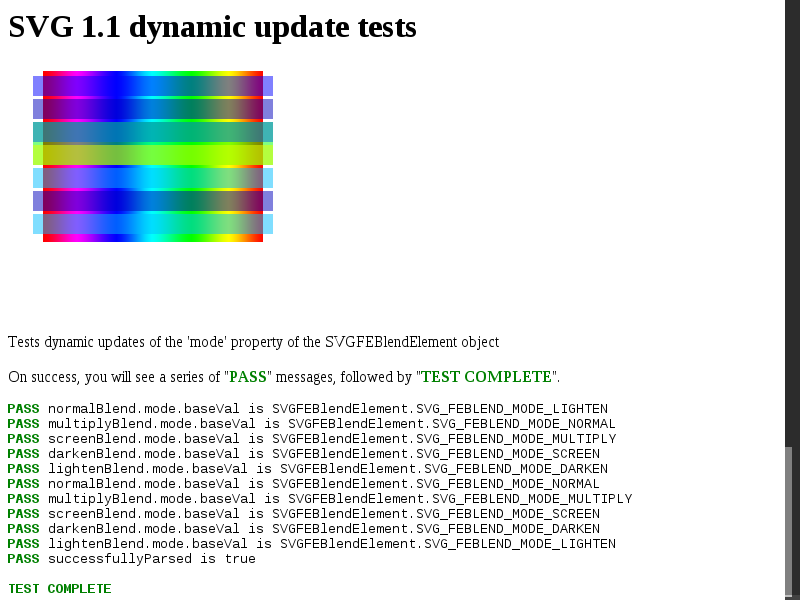 SVG 1.1 dynamic update tests
Tests dynamic updates of the 'mode' property of the SVGFEBlendElement object
On success, you will see a series of "PASS" messages, followed by "TEST COMPLETE".
PASS normalBlend.mode.baseVal is SVGFEBlendElement.SVG_FEBLEND_MODE_LIGHTEN
PASS multiplyBlend.mode.baseVal is SVGFEBlendElement.SVG_FEBLEND_MODE_NORMAL
PASS screenBlend.mode.baseVal is SVGFEBlendElement.SVG_FEBLEND_MODE_MULTIPLY
PASS darkenBlend.mode.baseVal is SVGFEBlendElement.SVG_FEBLEND_MODE_SCREEN
PASS lightenBlend.mode.baseVal is SVGFEBlendElement.SVG_FEBLEND_MODE_DARKEN
PASS normalBlend.mode.baseVal is SVGFEBlendElement.SVG_FEBLEND_MODE_NORMAL
PASS multiplyBlend.mode.baseVal is SVGFEBlendElement.SVG_FEBLEND_MODE_MULTIPLY
PASS screenBlend.mode.baseVal is SVGFEBlendElement.SVG_FEBLEND_MODE_SCREEN
PASS darkenBlend.mode.baseVal is SVGFEBlendElement.SVG_FEBLEND_MODE_DARKEN
PASS lightenBlend.mode.baseVal is SVGFEBlendElement.SVG_FEBLEND_MODE_LIGHTEN
PASS successfullyParsed is true
TEST COMPLETE